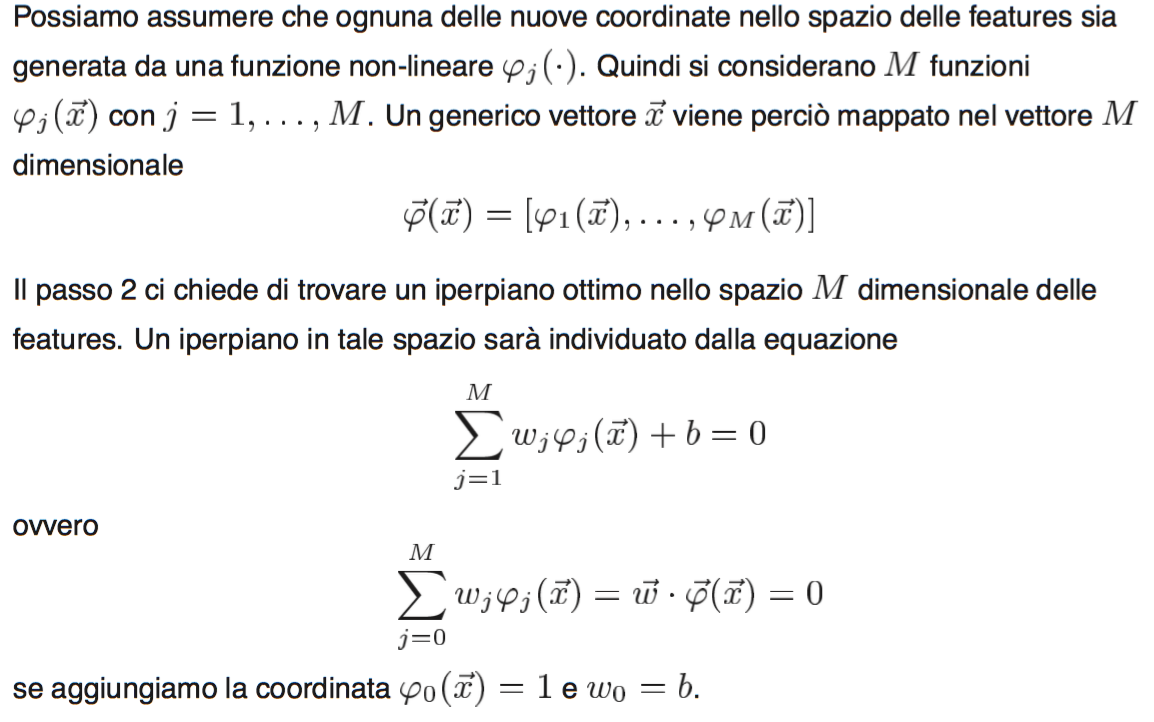 Possiamo assumere che ognuna delle nuove coordinate nello spazio delle features sia
generata da una funzione non-lineare $\varphi_j(\cdot)$. Quindi si considerano $M$ funzioni
$\varphi_j(\vec{x})$ con $j = 1, \ldots, M$. Un generico vettore $\vec{x}$ viene perciò mappato nel vettore $M$
dimensionale
$\vec{\varphi}(\vec{x}) = [\varphi_1(\vec{x}), \ldots, \varphi_M(\vec{x})]$
Il passo 2 ci chiede di trovare un iperpiano ottimo nello spazio $M$ dimensionale delle
features. Un iperpiano in tale spazio sarà individuato dalla equazione
$\sum_{j=1}^{M} w_j \varphi_j(\vec{x}) + b = 0$
ovvero
$\sum_{j=0}^{M} w_j \varphi_j(\vec{x}) = \vec{w} \cdot \vec{\varphi}(\vec{x}) = 0$
se aggiungiamo la coordinata $\varphi_0(\vec{x}) = 1$ e $w_0 = b$.